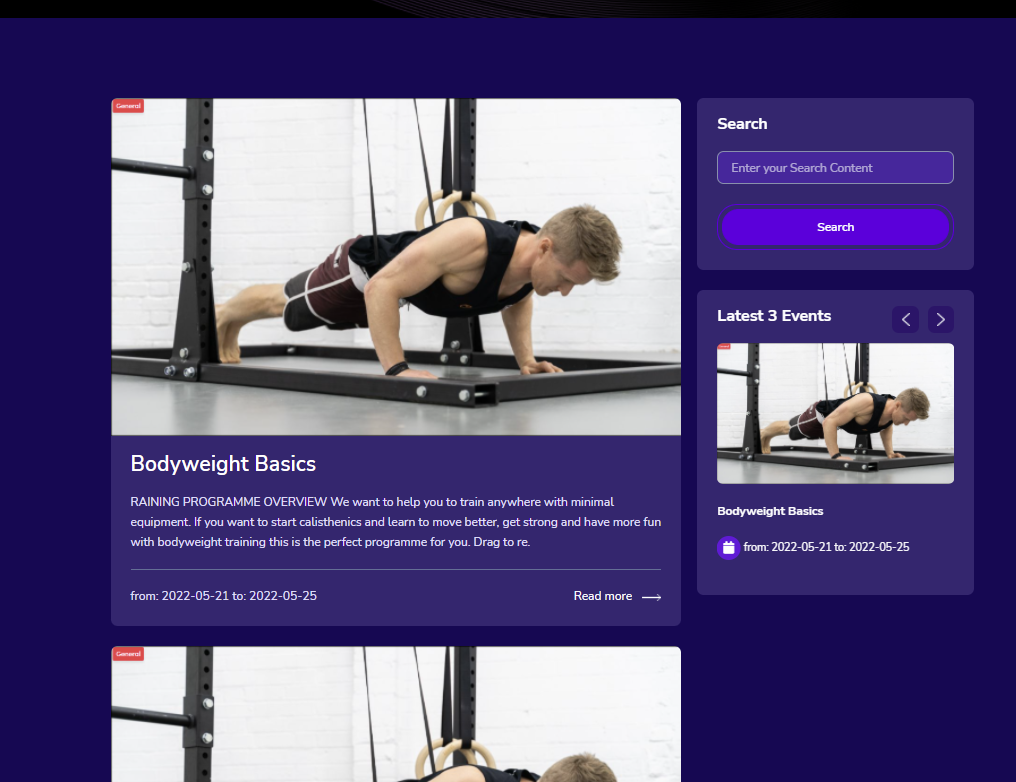 General
Bodyweight Basics
RAINING PROGRAMME OVERVIEW We want to help you to train anywhere with minimal
equipment. If you want to start calisthenics and learn to move better, get strong and have more fun
with bodyweight training this is the perfect programme for you. Drag to re.
from: 2022-05-21 to: 2022-05-25
Read more
General
Search
Enter your Search Content
Search
Latest 3 Events
Bodyweight Basics
from: 2022-05-21 to: 2022-05-25